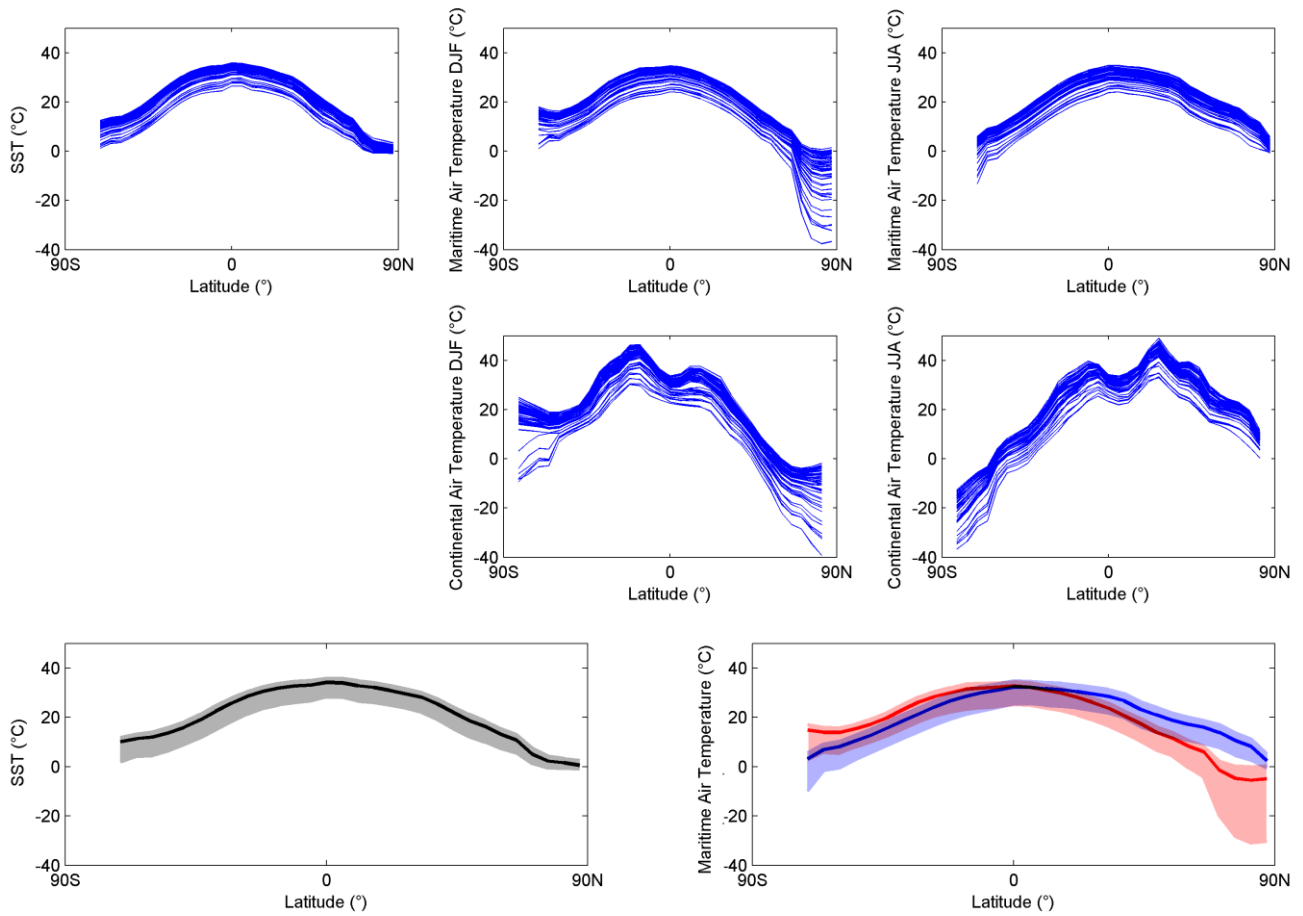 SST (°C)
40
20
0
-20
-40
90S
0
90N
Latitude (°)
Maritime Air Temperature DJF (°C)
40
20
0
-20
-40
90S
0
90N
Latitude (°)
Maritime Air Temperature JJA (°C)
40
20
0
-20
-40
90S
0
90N
Latitude (°)
Continental Air Temperature DJF (°C)
40
20
0
-20
-40
90S
0
90N
Latitude (°)
Continental Air Temperature JJA (°C)
40
20
0
-20
-40
90S
0
90N
Latitude (°)
SST (°C)
40
20
0
-20
-40
90S
0
90N
Latitude (°)
Maritime Air Temperature (°C)
40
20
0
-20
-40
90S
0
90N
Latitude (°)